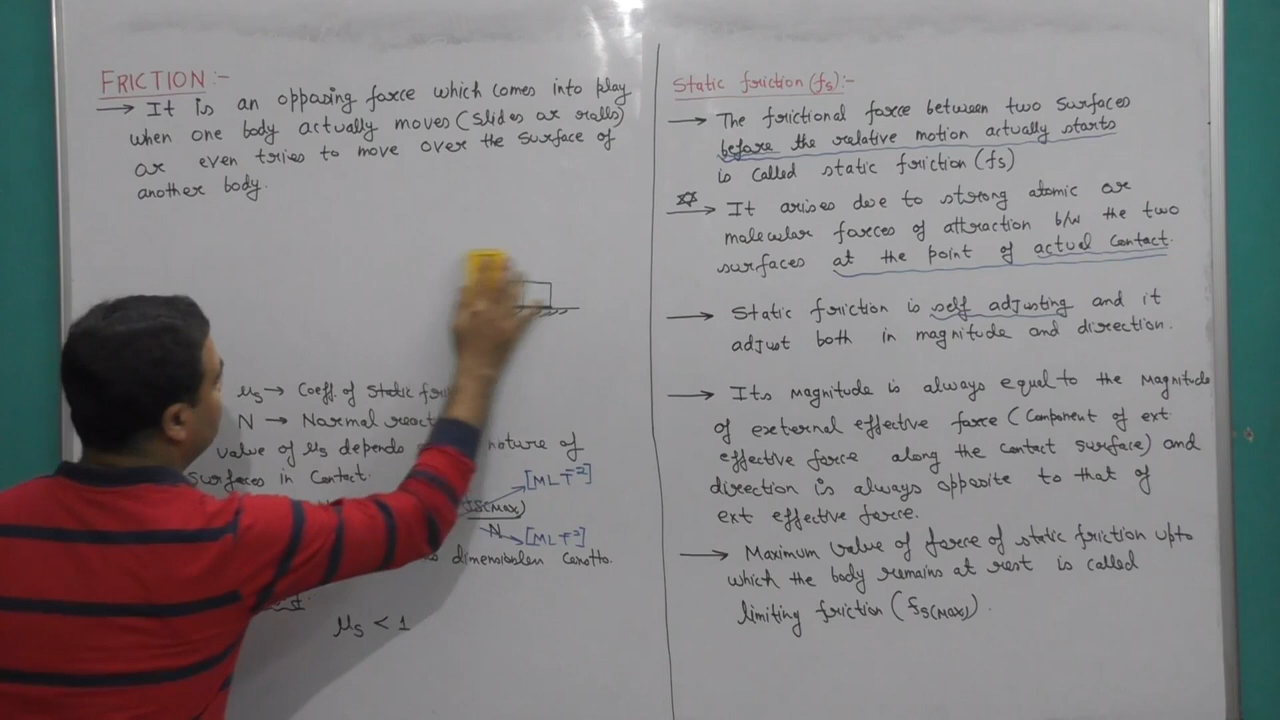 FRICTION:-
→ It is an opposing force which comes into play
when one body actually moves (slides or rolls)
or even tries to move over the surface of
another body.
μs → Coeff. of static
N → Normal
value of μs depends nature of
surfaces in Contact.
fs(MAX) [MLT⁻²]
N [MLT⁻²]
dimensionless
μs < 1
Static friction (fs):-
→ The frictional force between two surfaces
before the relative motion actually starts
is called static friction (fs)
→ It arises due to strong atomic or
molecular forces of attraction b/w the two
surfaces at the point of actual contact.
→ Static friction is self adjusting and it
adjust both in magnitude and direction.
→ Its magnitude is always equal to the magnitude
of exeternal effective force (Component of ext
effective force along the contact surface) and
direction is always opposite to that of
ext effective force.
→ Maximum value of force of static friction upto
which the body remains at rest is called
limiting friction (fs(MAX)).